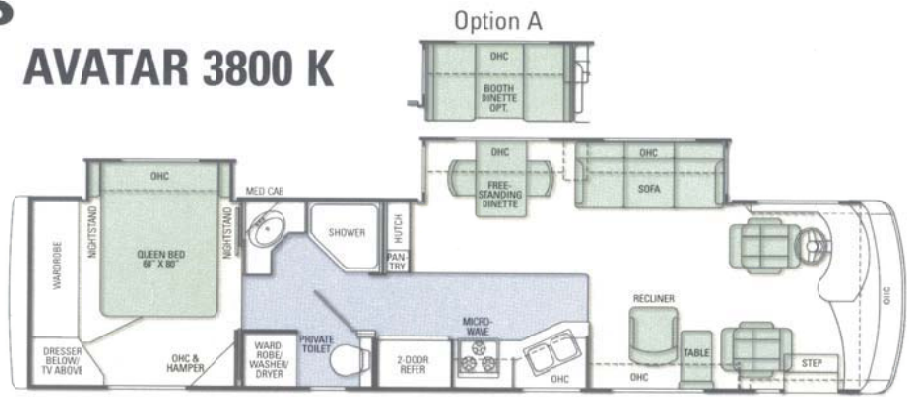 Option A
AVATAR 3800 K
OHC
BOOTH
DINETTE
OPT.
OHC
OHC
OHC
MED CAB
FREE-
STANDING
DINETTE
SOFA
WARDROBE
NIGHTSTAND
NIGHTSTAND
SHOWER
HUTCH
PAN-
TRY
QUEEN BED
61" X 80"
OHC
RECLINER
MICRO-
WAVE
DRESSER
BELOW/
TV ABOVE
OHC &
HAMPER
WARD
ROBE/
WASHER/
DRYER
PRIVATE
TOILET
2-DOOR
REFER
TABLE
STEP
OHC
OHC